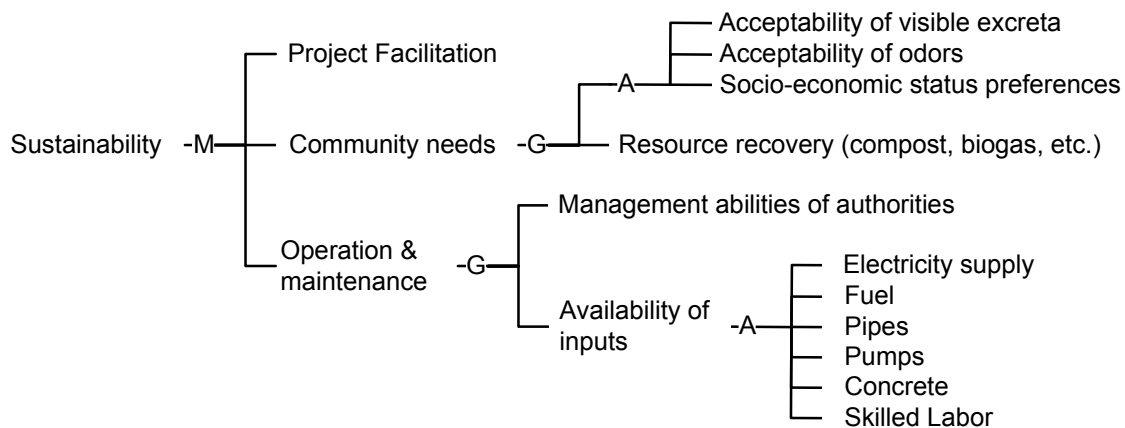 Acceptability of visible excreta
Acceptability of odors
Socio-economic status preferences
Project Facilitation
-A
Sustainability -M Community needs -G Resource recovery (compost, biogas, etc.)
Management abilities of authorities
Operation &
maintenance
-G
Electricity supply
Fuel
Availability of
inputs
-A
Pipes
Pumps
Concrete
Skilled Labor